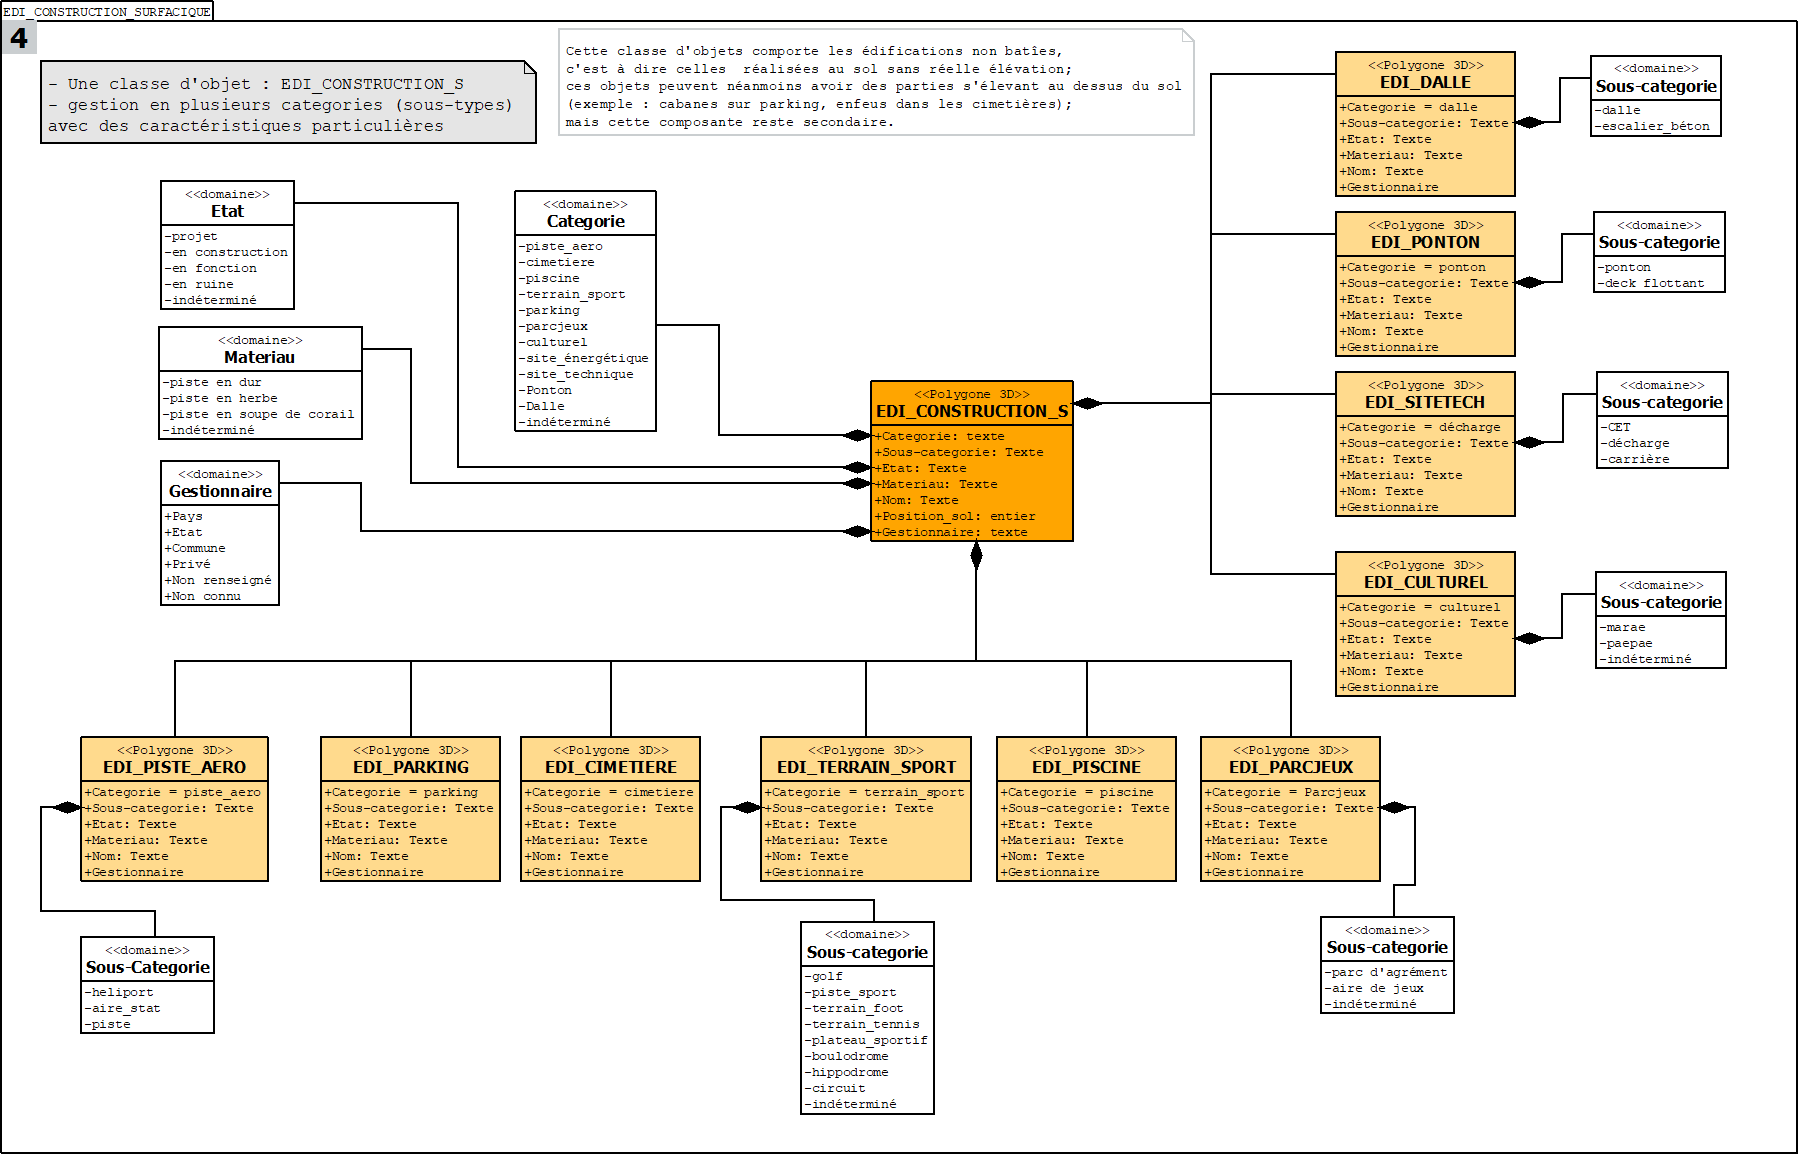 EDI_CONSTRUCTION_SURFACIQUE
4
- Une classe d'objet : EDI_CONSTRUCTION_S
- gestion en plusieurs categories (sous-types)
avec des caractéristiques particulières
Cette classe d'objets comporte les édifications non batîes,
c'est à dire celles  réalisées au sol sans réelle élévation;
ces objets peuvent néanmoins avoir des parties s'élevant au dessus du sol
(exemple : cabanes sur parking, enfeus dans les cimetières);
mais cette composante reste secondaire.
<<Polygone 3D>>
EDI_DALLE
+Categorie = dalle
+Sous-categorie: Texte
+Etat: Texte
+Materiau: Texte
+Nom: Texte
+Gestionnaire
<<domaine>>
Sous-categorie
-dalle
-escalier_béton
<<domaine>>
Etat
-projet
-en construction
-en fonction
-en ruine
-indéterminé
<<domaine>>
Categorie
-piste_aero
-cimetiere
-piscine
-terrain_sport
-parking
-parcjeux
-culturel
-site_énergétique
-site_technique
-Ponton
-Dalle
-indéterminé
<<Polygone 3D>>
EDI_PONTON
+Categorie = ponton
+Sous-categorie: Texte
+Etat: Texte
+Materiau: Texte
+Nom: Texte
+Gestionnaire
<<domaine>>
Sous-categorie
-ponton
-deck flottant
<<domaine>>
Materiau
-piste en dur
-piste en herbe
-piste en soupe de corail
-indéterminé
<<Polygone 3D>>
EDI_CONSTRUCTION_S
+Categorie: texte
+Sous-categorie: Texte
+Etat: Texte
+Materiau: Texte
+Nom: Texte
+Position_sol: entier
+Gestionnaire: texte
<<Polygone 3D>>
EDI_SITETECH
+Categorie = décharge
+Sous-categorie: Texte
+Etat: Texte
+Materiau: Texte
+Nom: Texte
+Gestionnaire
<<domaine>>
Sous-categorie
-CET
-décharge
-carrière
<<domaine>>
Gestionnaire
+Pays
+Etat
+Commune
+Privé
+Non renseigné
+Non connu
<<Polygone 3D>>
EDI_CULTUREL
+Categorie = culturel
+Sous-categorie: Texte
+Etat: Texte
+Materiau: Texte
+Nom: Texte
+Gestionnaire
<<domaine>>
Sous-categorie
-marae
-paepae
-indéterminé
<<Polygone 3D>>
EDI_PISTE_AERO
+Categorie = piste_aero
+Sous-categorie: Texte
+Etat: Texte
+Materiau: Texte
+Nom: Texte
+Gestionnaire
<<Polygone 3D>>
EDI_PARKING
+Categorie = parking
+Sous-categorie: Texte
+Etat: Texte
+Materiau: Texte
+Nom: Texte
+Gestionnaire
<<Polygone 3D>>
EDI_CIMETIERE
+Categorie = cimetiere
+Sous-categorie: Texte
+Etat: Texte
+Materiau: Texte
+Nom: Texte
+Gestionnaire
<<Polygone 3D>>
EDI_TERRAIN_SPORT
+Categorie = terrain_sport
+Sous-categorie: Texte
+Etat: Texte
+Materiau: Texte
+Nom: Texte
+Gestionnaire
<<Polygone 3D>>
EDI_PISCINE
+Categorie = piscine
+Sous-categorie: Texte
+Etat: Texte
+Materiau: Texte
+Nom: Texte
+Gestionnaire
<<Polygone 3D>>
EDI_PARCJEUX
+Categorie = Parcjeux
+Sous-categorie: Texte
+Etat: Texte
+Materiau: Texte
+Nom: Texte
+Gestionnaire
<<domaine>>
Sous-Categorie
-heliport
-aire_stat
-piste
<<domaine>>
Sous-categorie
-golf
-piste_sport
-terrain_foot
-terrain_tennis
-plateau_sportif
-boulodrome
-hippodrome
-circuit
-indéterminé
<<domaine>>
Sous-categorie
-parc d'agrément
-aire de jeux
-indéterminé